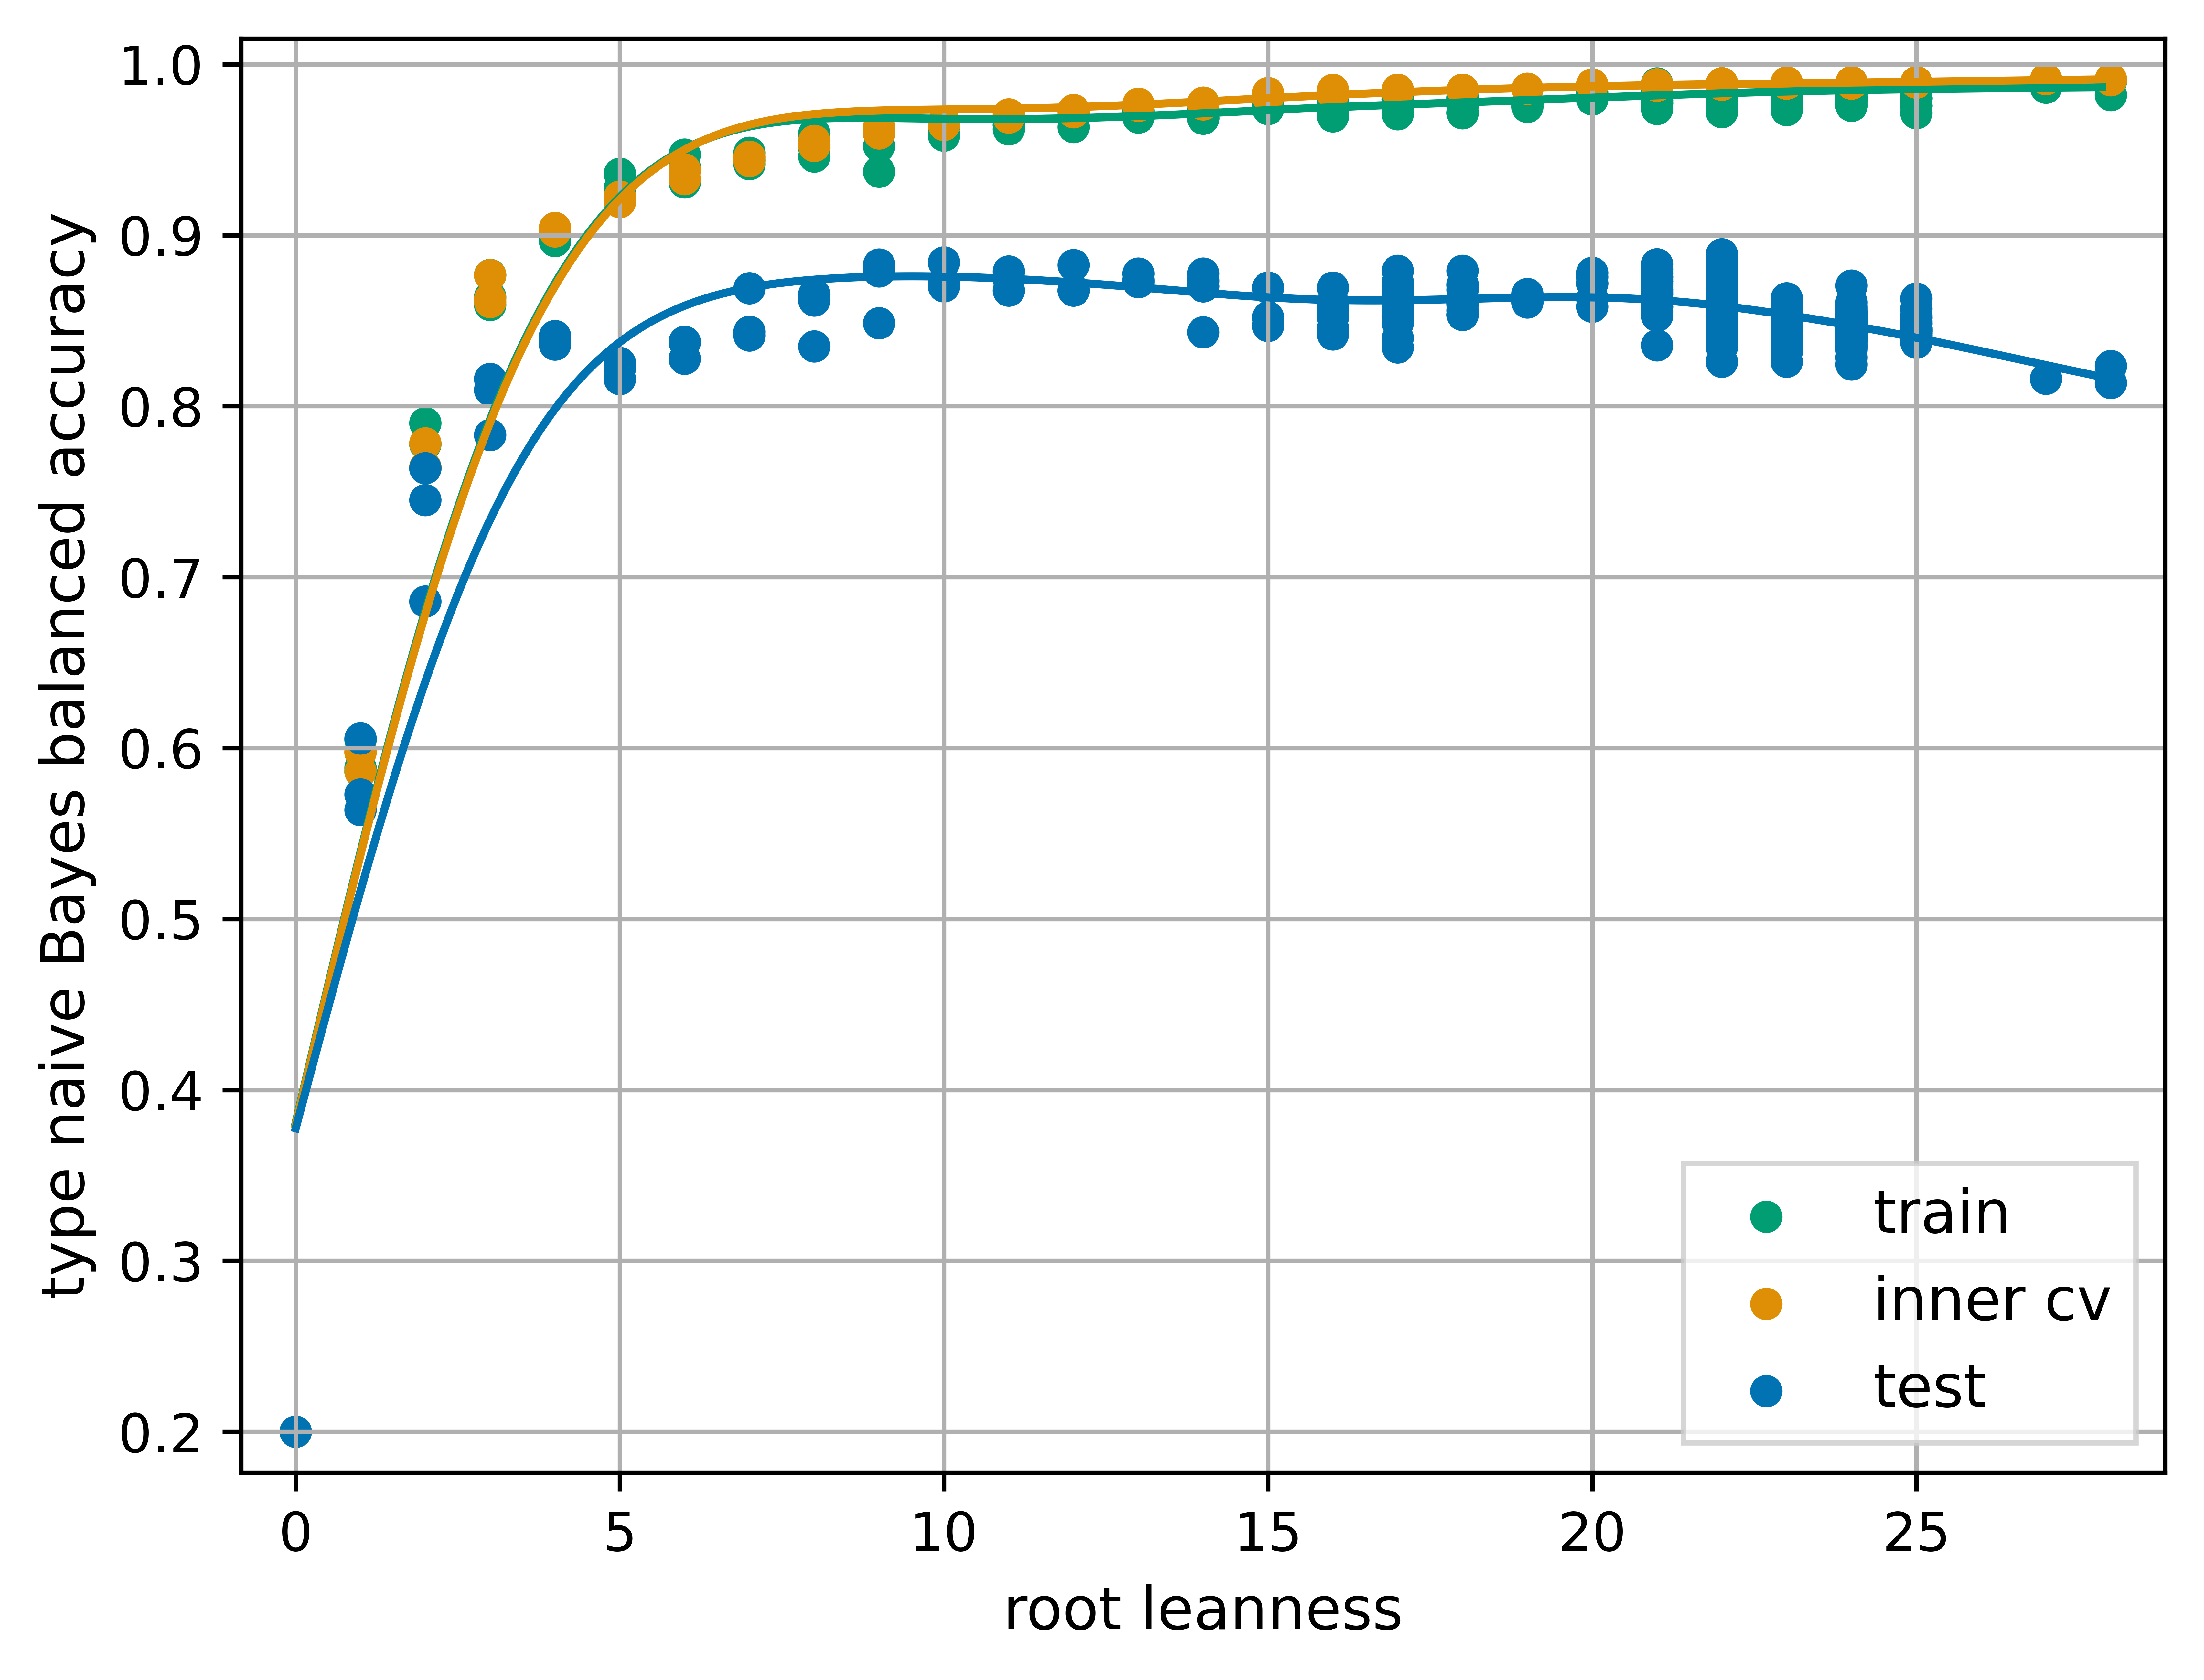 type naive Bayes balanced accuracy
1.0
0.9
0.8
0.7
0.6
0.5
0.4
0.3
0.2
train
inner cv
test
0 5 10 15 20 25
root leanness